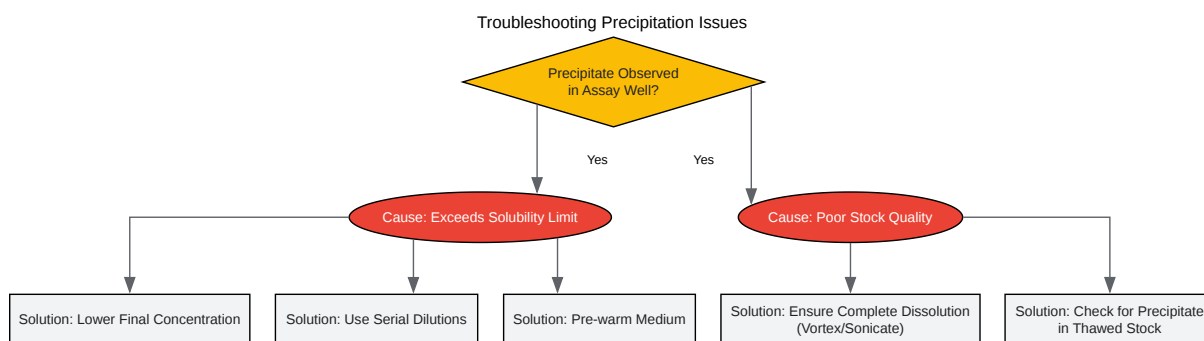 Troubleshooting Precipitation Issues
Precipitate Observed
in Assay Well?
Yes
Yes
Cause: Exceeds Solubility Limit
Cause: Poor Stock Quality
Solution: Lower Final Concentration
Solution: Use Serial Dilutions
Solution: Pre-warm Medium
Solution: Ensure Complete Dissolution
(Vortex/Sonicate)
Solution: Check for Precipitate
in Thawed Stock